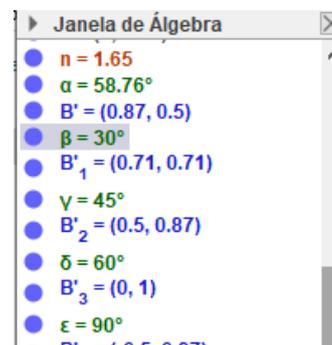 Janela de Álgebra
n = 1.65
α = 58.76°
B' = (0.87, 0.5)
β = 30°
B'₁ = (0.71, 0.71)
γ = 45°
B'₂ = (0.5, 0.87)
δ = 60°
B'₃ = (0, 1)
ε = 90°